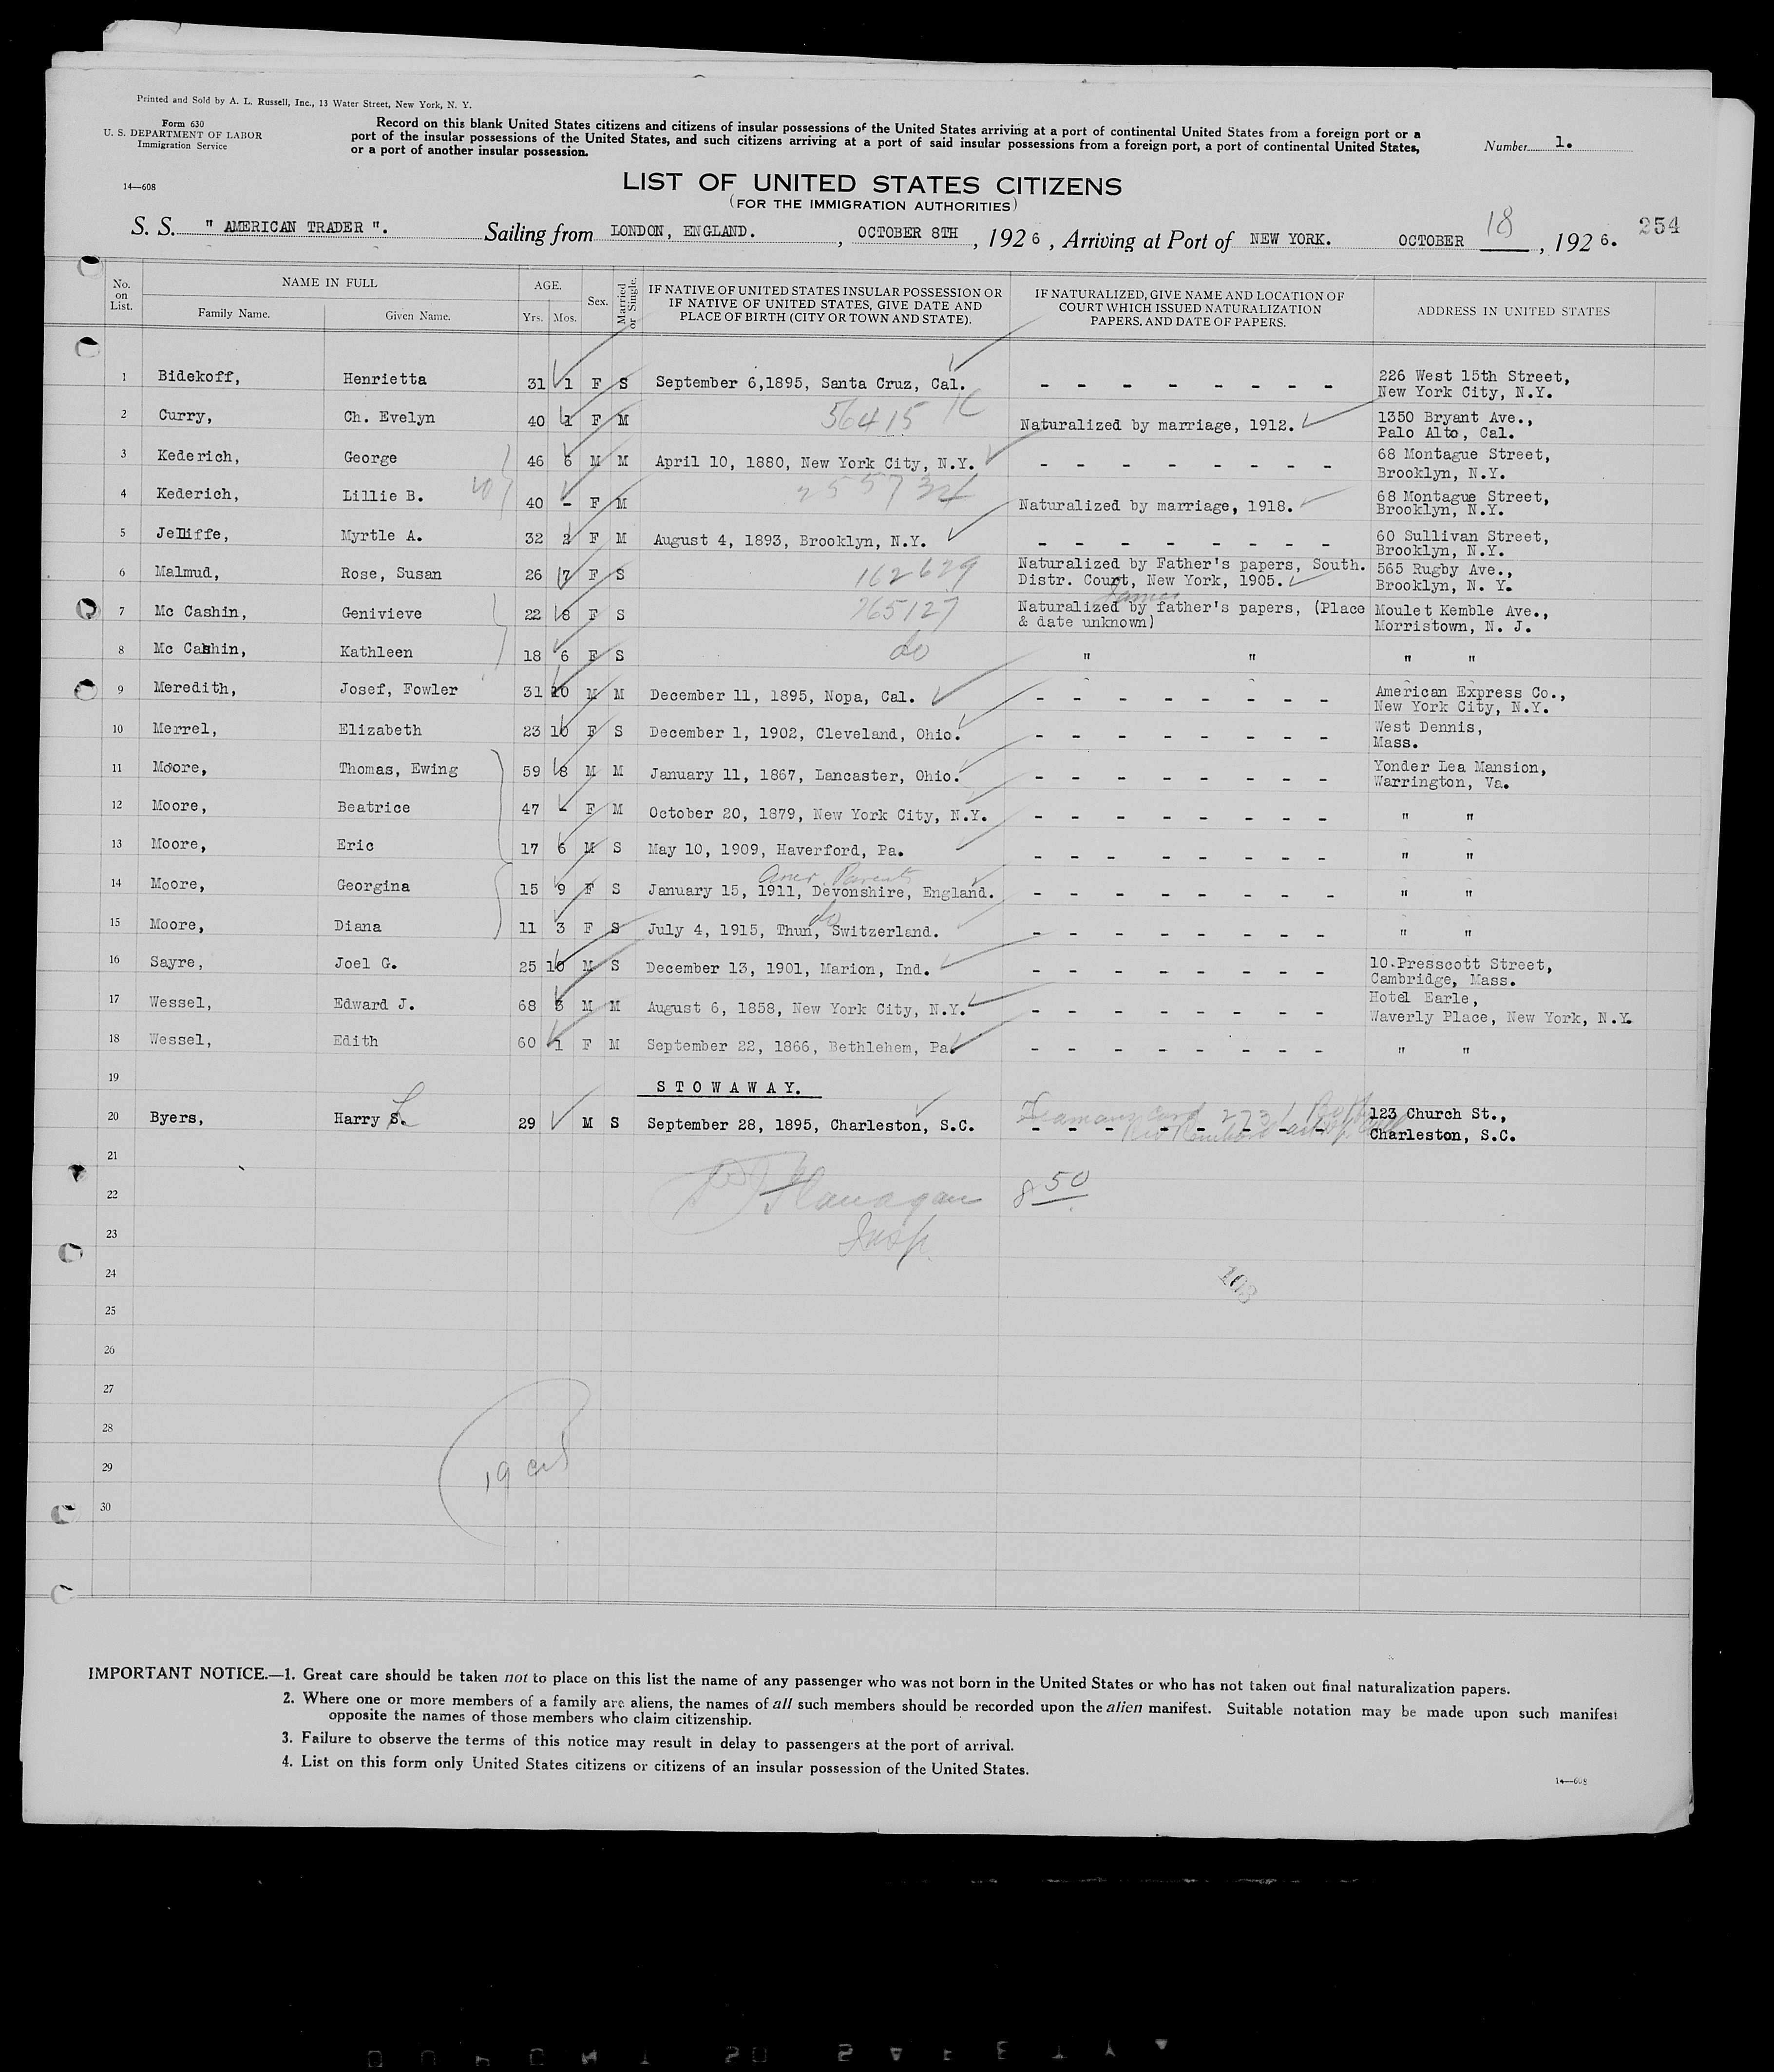 Printed and Sold by A. L. Russell, Inc., 13 Water Street, New York, N. Y.
Form 630
U. S. DEPARTMENT OF LABOR
Immigration Service
14—608
Record on this blank United States citizens and citizens of insular possessions of the United States arriving at a port of continental United States from a foreign port or a
port of the insular possessions of the United States, and such citizens arriving at a port of said insular possessions from a foreign port, a port of continental United States,
or a port of another insular possession.
Number 1.
LIST OF UNITED STATES CITIZENS
(FOR THE IMMIGRATION AUTHORITIES)
S. S. " AMERICAN TRADER ". Sailing from LONDON, ENGLAND. , OCTOBER 8TH , 1926 , Arriving at Port of NEW YORK. OCTOBER 18 , 1926. 254
No. on List. NAME IN FULL Family Name. Given Name. AGE. Yrs. Mos. Sex. Married or Single. IF NATIVE OF UNITED STATES INSULAR POSSESSION OR IF NATIVE OF UNITED STATES, GIVE DATE AND PLACE OF BIRTH (CITY OR TOWN AND STATE). IF NATURALIZED, GIVE NAME AND LOCATION OF COURT WHICH ISSUED NATURALIZATION PAPERS, AND DATE OF PAPERS. ADDRESS IN UNITED STATES
1 Bidekoff, Henrietta 31 1 F S September 6,1895, Santa Cruz, Cal. - - - - - - - - 226 West 15th Street, New York City, N.Y.
2 Curry, Ch. Evelyn 40 1 F M 56415 Naturalized by marriage, 1912. 1350 Bryant Ave., Palo Alto, Cal.
3 Kederich, George 46 6 M M April 10, 1880, New York City, N.Y. - - - - - - - - 68 Montague Street, Brooklyn, N.Y.
4 Kederich, Lillie B. 40 - F M 255734 Naturalized by marriage, 1918. 68 Montague Street, Brooklyn, N.Y.
5 Jelliffe, Myrtle A. 32 2 F M August 4, 1893, Brooklyn, N.Y. - - - - - - - - 60 Sullivan Street, Brooklyn, N.Y.
6 Malmud, Rose, Susan 26 7 F S 162629 Naturalized by Father's papers, South. Distr. Court, New York, 1905. 565 Rugby Ave., Brooklyn, N. Y.
James
7 Mc Cashin, Genivieve 22 8 F S 265127 Naturalized by father's papers, (Place & date unknown) Moulet Kemble Ave., Morristown, N. J.
8 Mc Cashin, Kathleen 18 6 F S do " " " "
9 Meredith, Josef, Fowler 31 10 M M December 11, 1895, Nopa, Cal. - - - - - - - - American Express Co., New York City, N.Y.
10 Merrel, Elizabeth 23 10 F S December 1, 1902, Cleveland, Ohio. - - - - - - - - West Dennis, Mass.
11 Moore, Thomas, Ewing 59 8 M M January 11, 1867, Lancaster, Ohio. - - - - - - - - Yonder Lea Mansion, Warrington, Va.
12 Moore, Beatrice 47 - F M October 20, 1879, New York City, N.Y. - - - - - - - - " "
13 Moore, Eric 17 6 M S May 10, 1909, Haverford, Pa. - - - - - - - - " "
Amer. Parents
14 Moore, Georgina 15 9 F S January 15, 1911, Devonshire, England. - - - - - - - - " "
do
15 Moore, Diana 11 3 F S July 4, 1915, Thun, Switzerland. - - - - - - - - " "
16 Sayre, Joel G. 25 10 M S December 13, 1901, Marion, Ind. - - - - - - - - 10.Presscott Street, Cambridge, Mass.
17 Wessel, Edward J. 68 3 M M August 6, 1858, New York City, N.Y. - - - - - - - - Hotel Earle, Waverly Place, New York, N.Y.
18 Wessel, Edith 60 1 F M September 22, 1866, Bethlehem, Pa. - - - - - - - - " "
19 STOWAWAY.
20 Byers, Harry S. L 29 M S September 28, 1895, Charleston, S.C. Seamans card 2731 - - - - - - - - 123 Church St., Charleston, S.C.
21
22 Flanagan 8 50
23 Insp.
24 103
25
26
27
28
29 19
30
IMPORTANT NOTICE.—1. Great care should be taken not to place on this list the name of any passenger who was not born in the United States or who has not taken out final naturalization papers.
2. Where one or more members of a family are aliens, the names of all such members should be recorded upon the alien manifest. Suitable notation may be made upon such manifest
opposite the names of those members who claim citizenship.
3. Failure to observe the terms of this notice may result in delay to passengers at the port of arrival.
4. List on this form only United States citizens or citizens of an insular possession of the United States.
14—608
DUPONT SAFETY